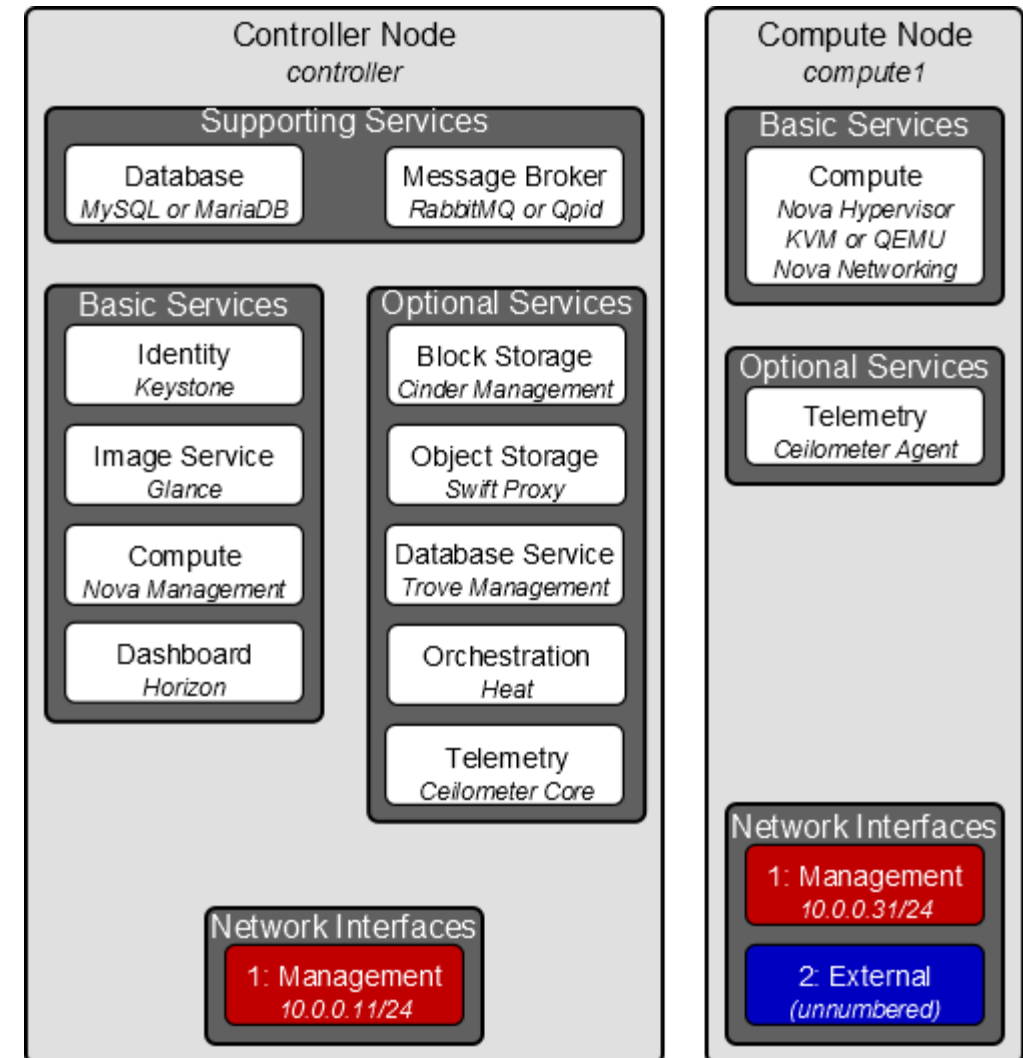 Controller Node
controller
Supporting Services
Database
MySQL or MariaDB
Message Broker
RabbitMQ or Qpid
Basic Services
Identity
Keystone
Image Service
Glance
Compute
Nova Management
Dashboard
Horizon
Optional Services
Block Storage
Cinder Management
Object Storage
Swift Proxy
Database Service
Trove Management
Orchestration
Heat
Telemetry
Ceilometer Core
Network Interfaces
1: Management
10.0.0.11/24
Compute Node
compute1
Basic Services
Compute
Nova Hypervisor
KVM or QEMU
Nova Networking
Optional Services
Telemetry
Ceilometer Agent
Network Interfaces
1: Management
10.0.0.31/24
2: External
(unnumbered)